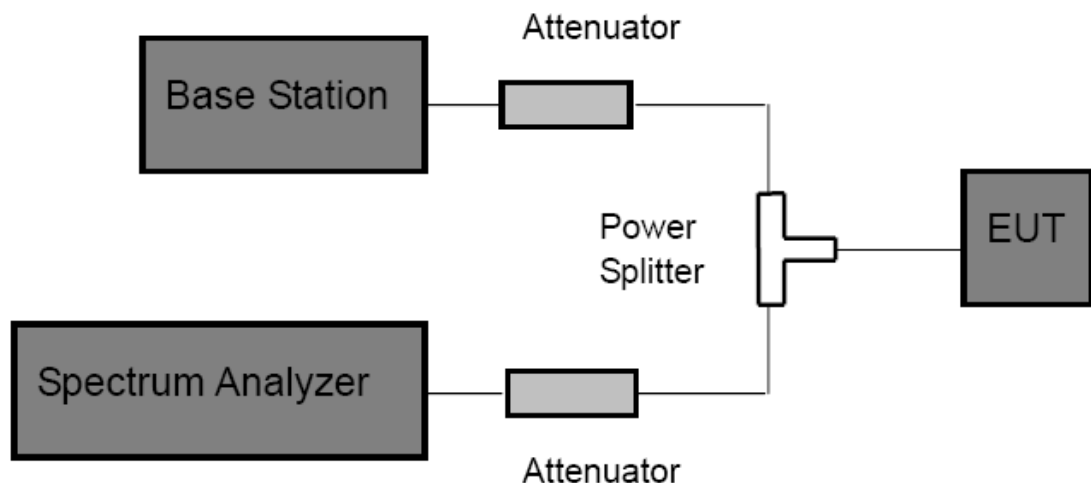 Attenuator
Base Station
Power
Splitter
EUT
Spectrum Analyzer
Attenuator